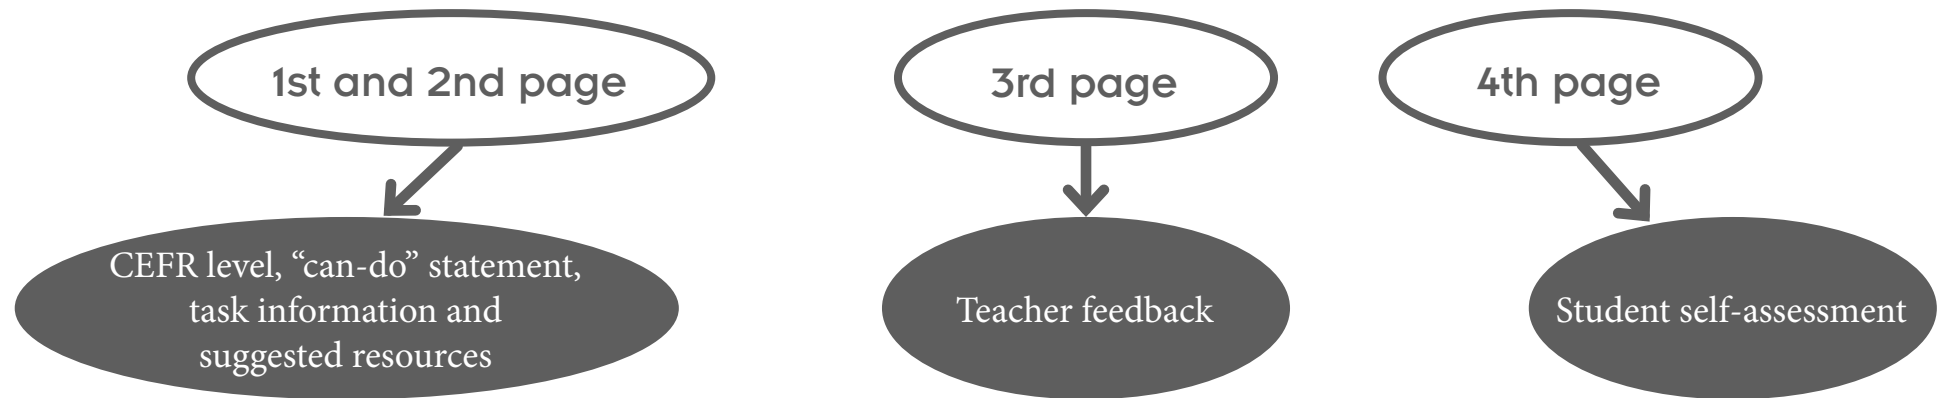 1st and 2nd page
3rd page
4th page
CEFR level, “can-do” statement,
task information and
suggested resources
Teacher feedback
Student self-assessment